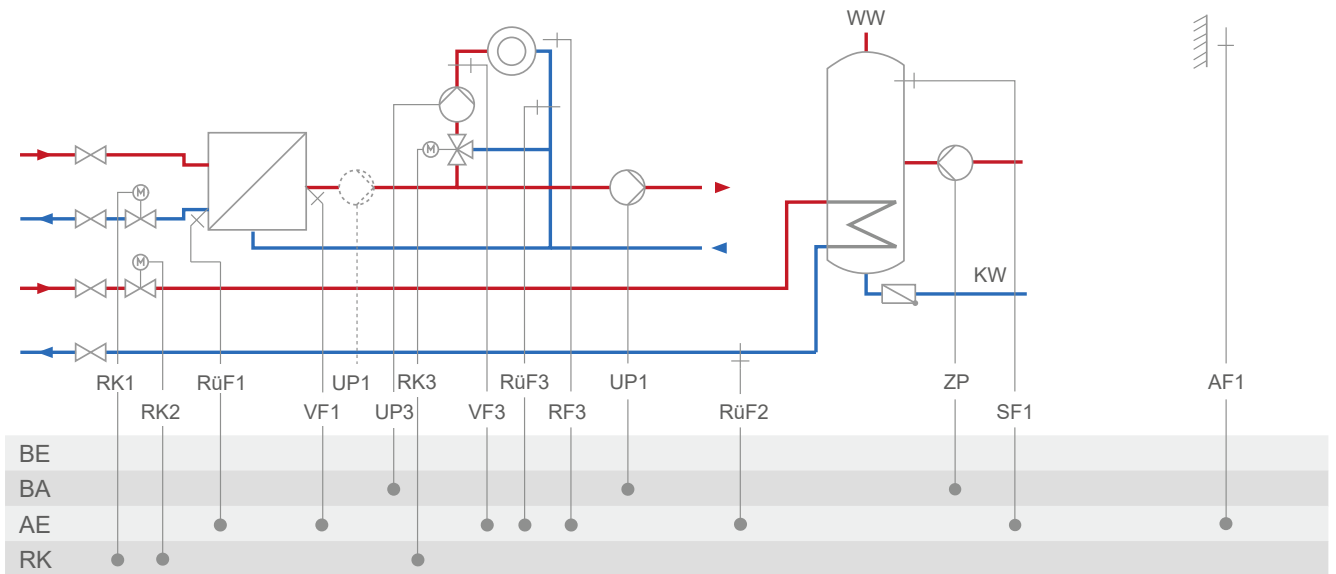 WW
M
M
M
KW
RK1 RüF1 UP1 RK3 RüF3 UP1 ZP AF1
RK2 VF1 UP3 VF3 RF3 RüF2 SF1
BE
BA
AE
RK